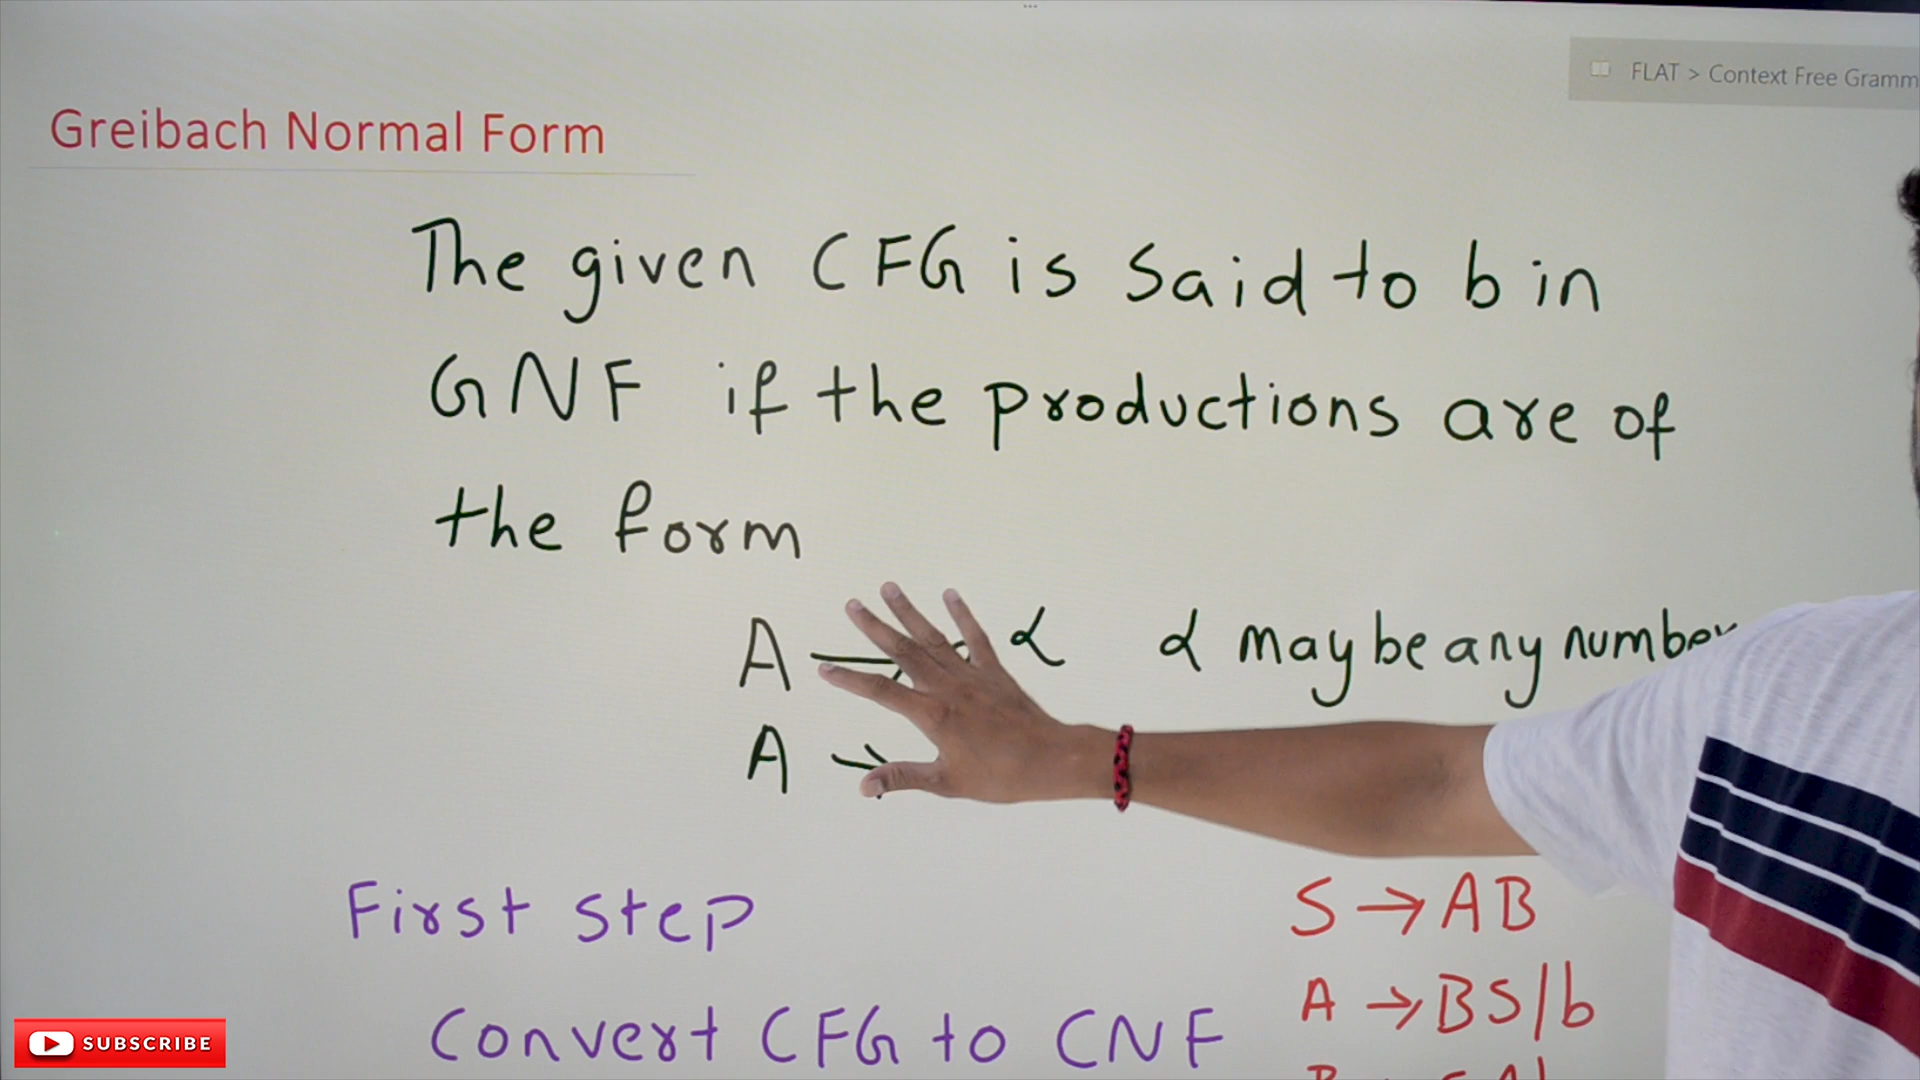 FLAT > Context Free Gramm
Greibach Normal Form
The given CFG is said to b in
GNF if the productions are of
the form
A → α α may be any number
A →
First step
Convert CFG to CNF
S → AB
A → BS/b
SUBSCRIBE